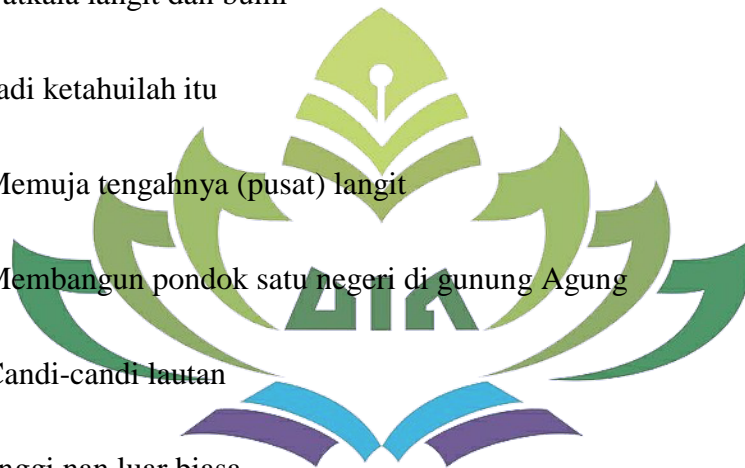 langit dan bumi
ketahuilah itu
Memuja tengahnya (pusat) langit
Membangun pondok satu negeri di gunung Agung
Candi-candi lautan
nan luar biasa